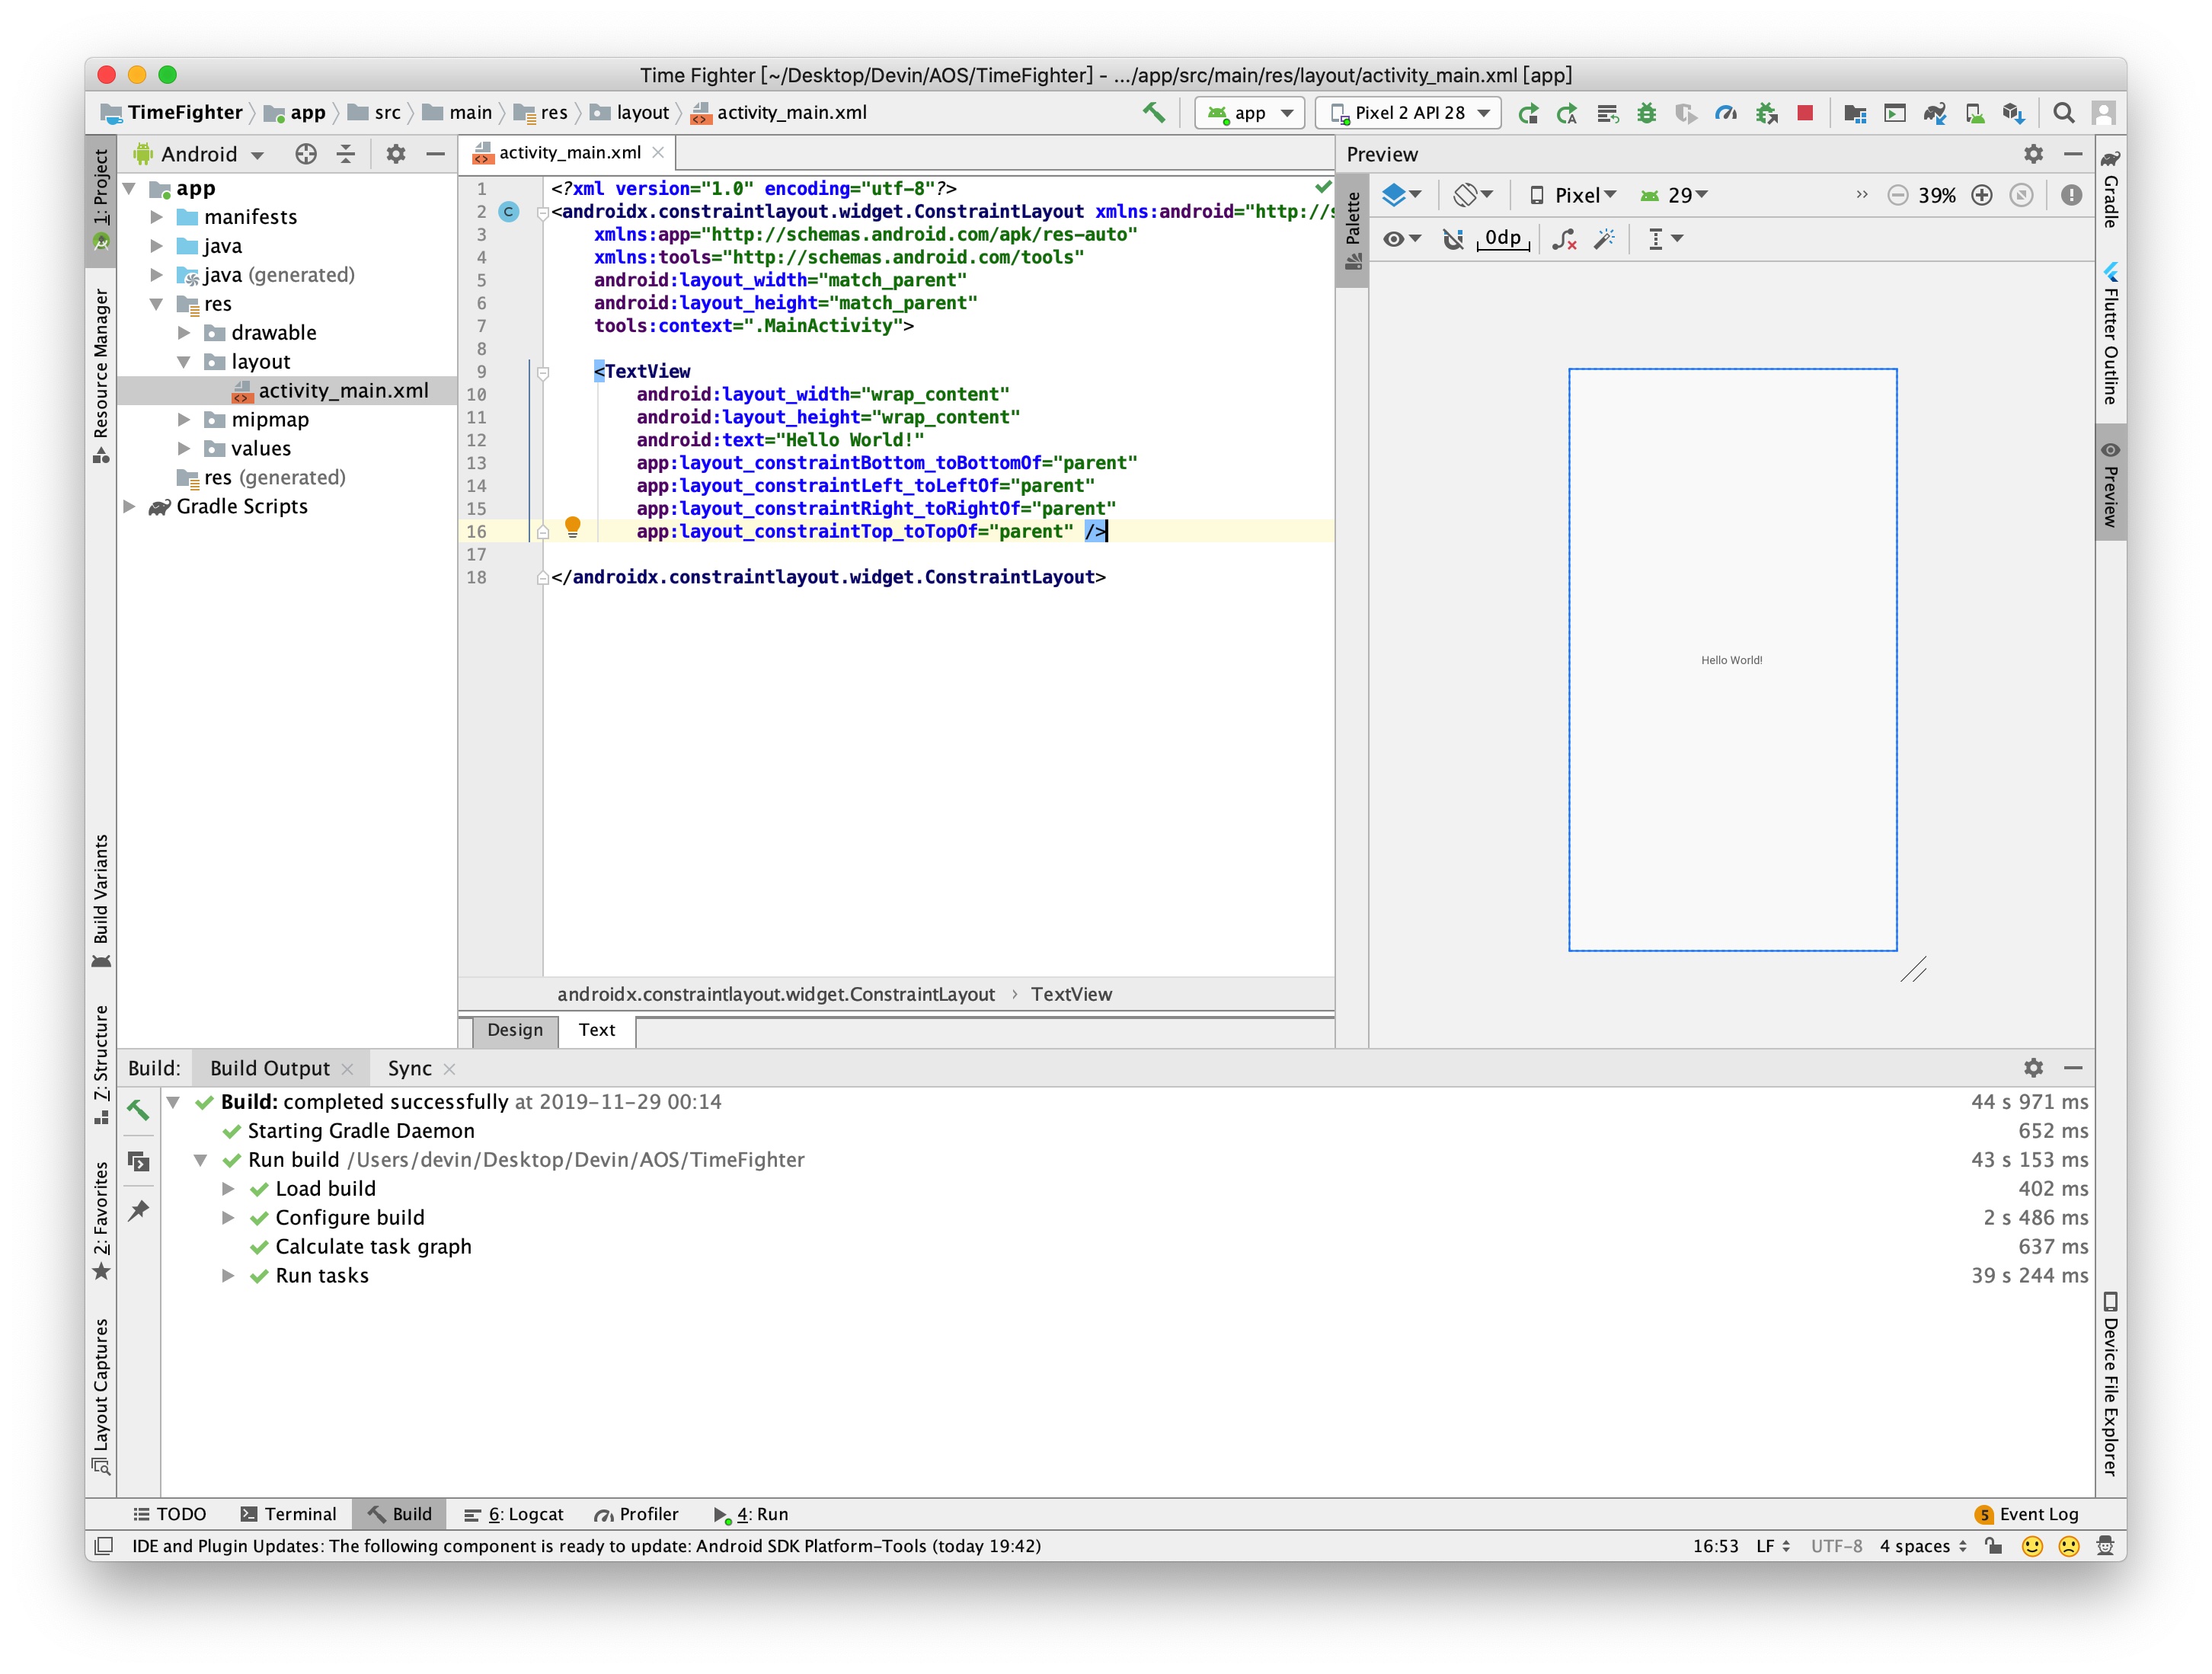 Time Fighter [~/Desktop/Devin/AOS/TimeFighter] - .../app/src/main/res/layout/activity_main.xml [app]
TimeFighter app src main res layout activity_main.xml app Pixel 2 API 28
1: Project
Resource Manager
Build Variants
7: Structure
2: Favorites
Layout Captures
Android
app
manifests
java
java (generated)
res
drawable
layout
activity_main.xml
mipmap
values
res (generated)
Gradle Scripts
activity_main.xml
1 <?xml version="1.0" encoding="utf-8"?>
2 C <androidx.constraintlayout.widget.ConstraintLayout xmlns:android="http://s
3 xmlns:app="http://schemas.android.com/apk/res-auto"
4 xmlns:tools="http://schemas.android.com/tools"
5 android:layout_width="match_parent"
6 android:layout_height="match_parent"
7 tools:context=".MainActivity">
8
9 <TextView
10 android:layout_width="wrap_content"
11 android:layout_height="wrap_content"
12 android:text="Hello World!"
13 app:layout_constraintBottom_toBottomOf="parent"
14 app:layout_constraintLeft_toLeftOf="parent"
15 app:layout_constraintRight_toRightOf="parent"
16 app:layout_constraintTop_toTopOf="parent" />
17
18 </androidx.constraintlayout.widget.ConstraintLayout>
androidx.constraintlayout.widget.ConstraintLayout › TextView
Design Text
Preview
Palette
Pixel 29 » 39%
0dp
Hello World!
Gradle
Flutter Outline
Preview
Device File Explorer
Build: Build Output Sync
Build: completed successfully at 2019-11-29 00:14 44 s 971 ms
Starting Gradle Daemon 652 ms
Run build /Users/devin/Desktop/Devin/AOS/TimeFighter 43 s 153 ms
Load build 402 ms
Configure build 2 s 486 ms
Calculate task graph 637 ms
Run tasks 39 s 244 ms
TODO Terminal Build 6: Logcat Profiler 4: Run 5 Event Log
IDE and Plugin Updates: The following component is ready to update: Android SDK Platform-Tools (today 19:42) 16:53 LF UTF-8 4 spaces